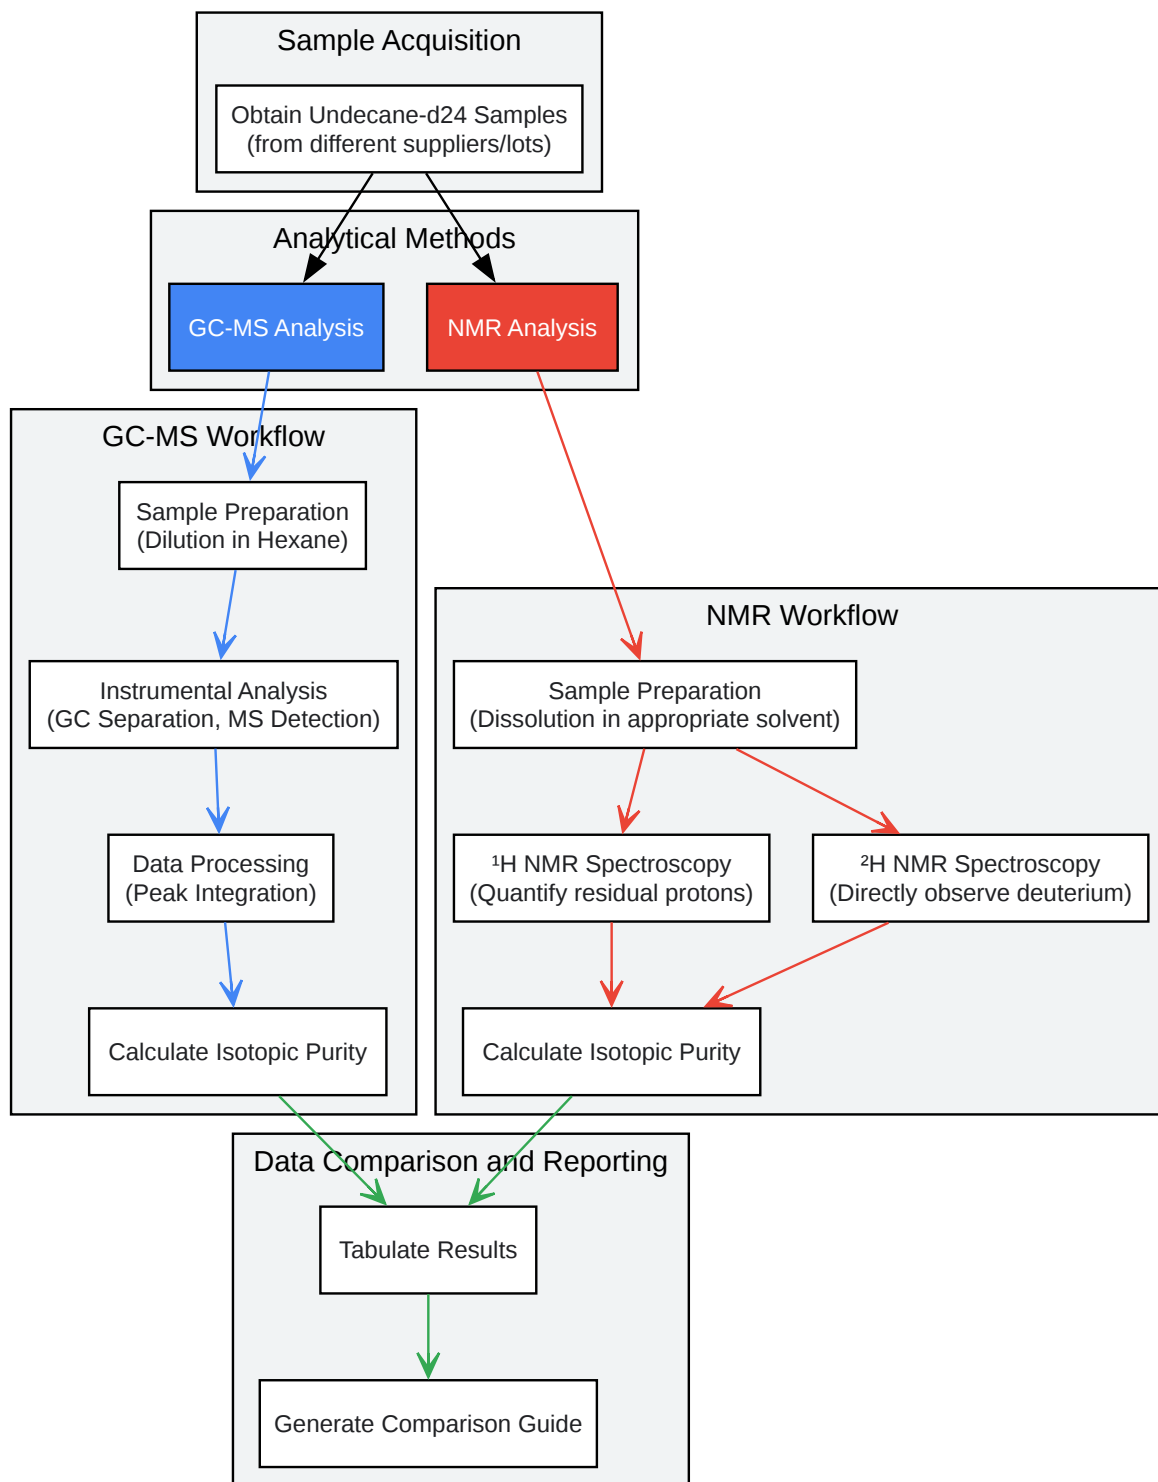 Sample Acquisition
Obtain Undecane-d24 Samples
(from different suppliers/lots)
Analytical Methods
GC-MS Analysis
NMR Analysis
GC-MS Workflow
Sample Preparation
(Dilution in Hexane)
Instrumental Analysis
(GC Separation, MS Detection)
Data Processing
(Peak Integration)
Calculate Isotopic Purity
NMR Workflow
Sample Preparation
(Dissolution in appropriate solvent)
¹H NMR Spectroscopy
(Quantify residual protons)
²H NMR Spectroscopy
(Directly observe deuterium)
Calculate Isotopic Purity
Data Comparison and Reporting
Tabulate Results
Generate Comparison Guide